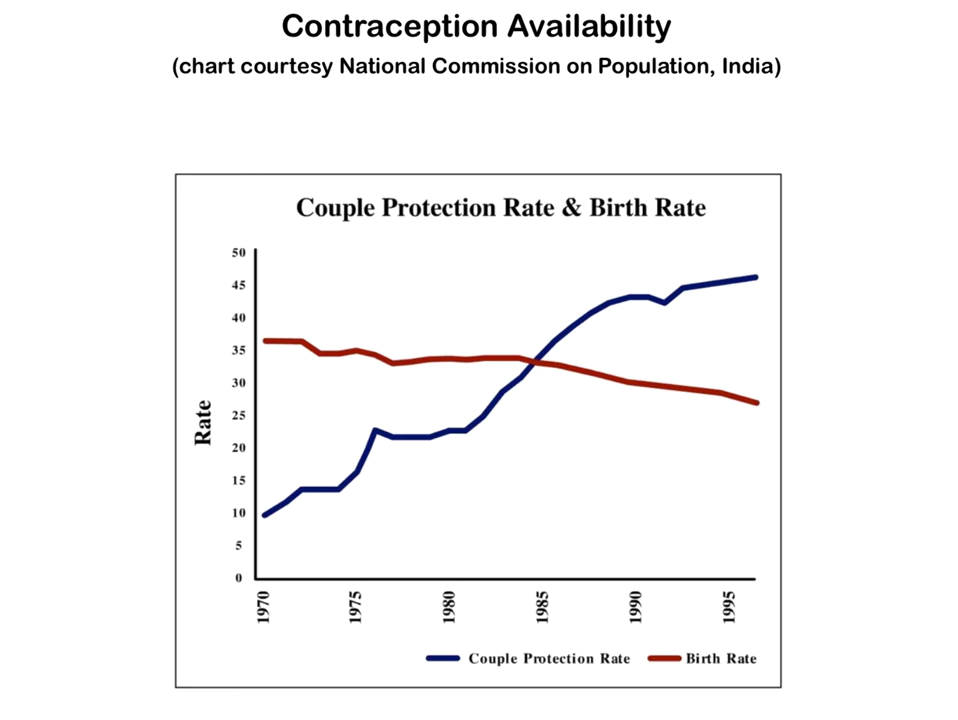 Contraception Availability
(chart courtesy National Commission on Population, India)
Couple Protection Rate & Birth Rate
50
45
40
35
30
25
20
15
10
5
0
Rate
1970
1975
1980
1985
1990
1995
Couple Protection Rate
Birth Rate